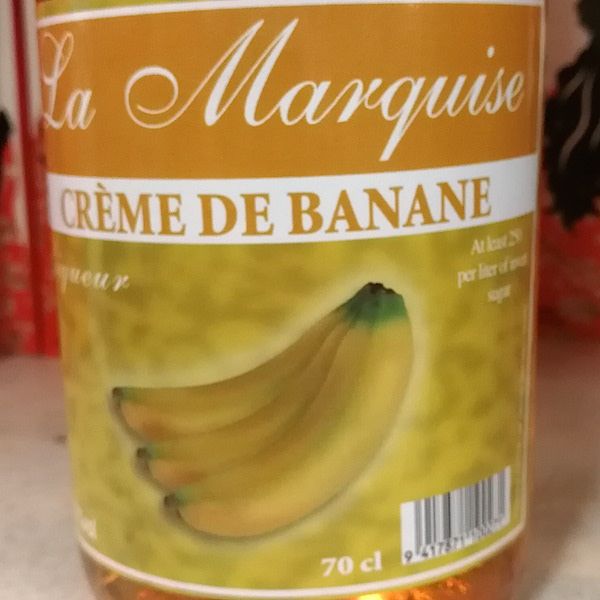 La Marquise
CRÈME DE BANANE
At least 250
per liter of invert
sugar
70 cl